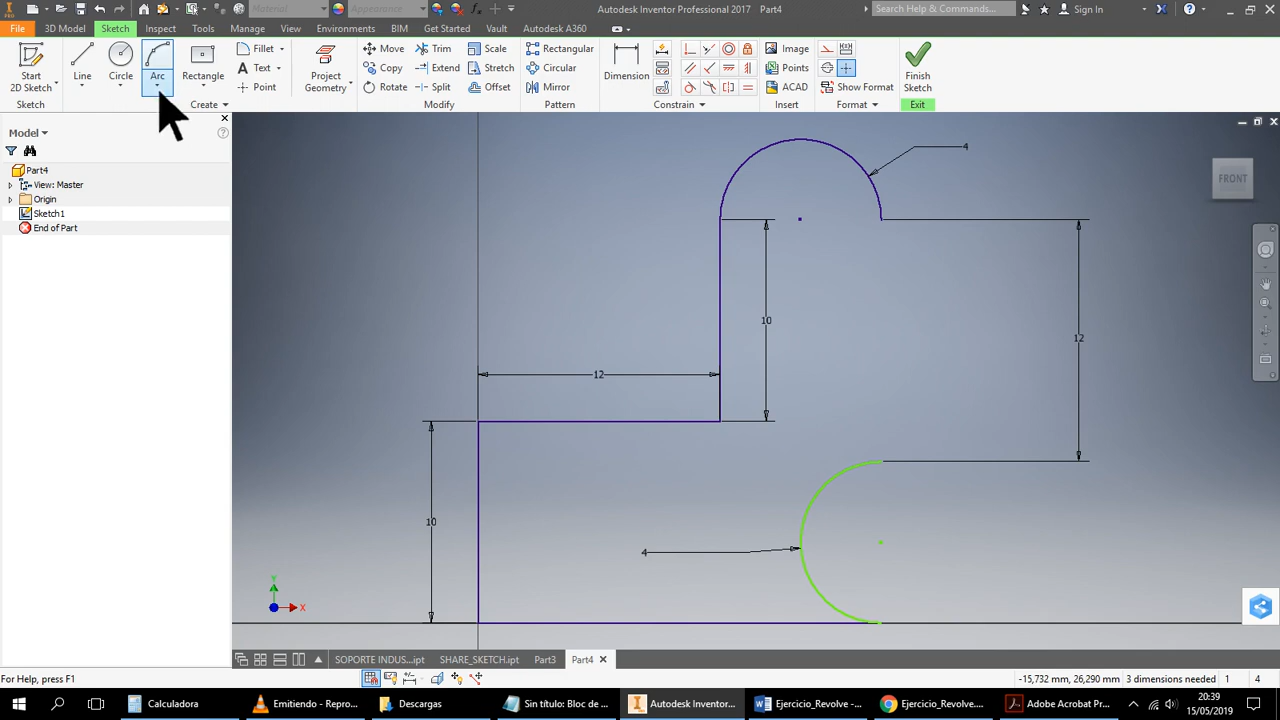 Material Appearance Autodesk Inventor Professional 2017 Part4 Search Help & Commands... Sign In
File 3D Model Sketch Inspect Tools Manage View Environments BIM Get Started Vault Autodesk A360
Start 2D Sketch Line Circle Arc Rectangle Fillet Text Point Project Geometry Move Copy Rotate Trim Extend Split Scale Stretch Offset Rectangular Circular Mirror Dimension Image Points ACAD Show Format Finish Sketch
Sketch Create Modify Pattern Constrain Insert Format Exit
Model
Part4
View: Master
Origin
Sketch1
End of Part
4
FRONT
10
12
12
10
4
Y
X
SOPORTE INDUS...ipt SHARE_SKETCH.ipt Part3 Part4
For Help, press F1 -15,732 mm, 26,290 mm 3 dimensions needed 1 4
Calculadora Emitiendo - Repro... Descargas Sin título: Bloc de ... Autodesk Inventor... Ejercicio_Revolve -... Ejercicio_Revolve.... Adobe Acrobat Pro... 20:39
15/05/2019